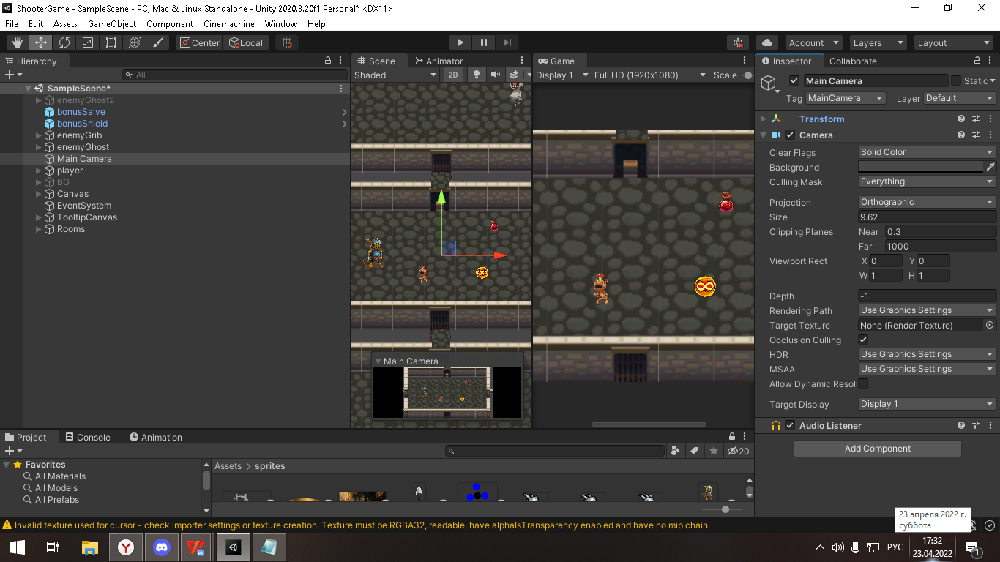 ShooterGame - SampleScene - PC, Mac & Linux Standalone - Unity 2020.3.20f1 Personal* <DX11>
File Edit Assets GameObject Component Cinemachine Window Help
Center Local Account Layers Layout
Hierarchy
All
SampleScene*
enemyGhost2
bonusSalve
bonusShield
enemyGrib
enemyGhost
Main Camera
player
BG
Canvas
EventSystem
TooltipCanvas
Rooms
Scene Animator
Shaded 2D
Main Camera
Game
Display 1 Full HD (1920x1080) Scale
Inspector Collaborate
Main Camera Static
Tag MainCamera Layer Default
Transform
Camera
Clear Flags Solid Color
Background
Culling Mask Everything
Projection Orthographic
Size 9.62
Clipping Planes Near 0.3
Far 1000
Viewport Rect X 0 Y 0
W 1 H 1
Depth -1
Rendering Path Use Graphics Settings
Target Texture None (Render Texture)
Occlusion Culling
HDR Use Graphics Settings
MSAA Use Graphics Settings
Allow Dynamic Resol
Target Display Display 1
Audio Listener
Add Component
Project Console Animation
20
Favorites
All Materials
All Models
All Prefabs
Assets > sprites
Invalid texture used for cursor - check importer settings or texture creation. Texture must be RGBA32, readable, have alphaIsTransparency enabled and have no mip chain.
23 апреля 2022 г.
суббота
РУС
17:32
23.04.2022
1